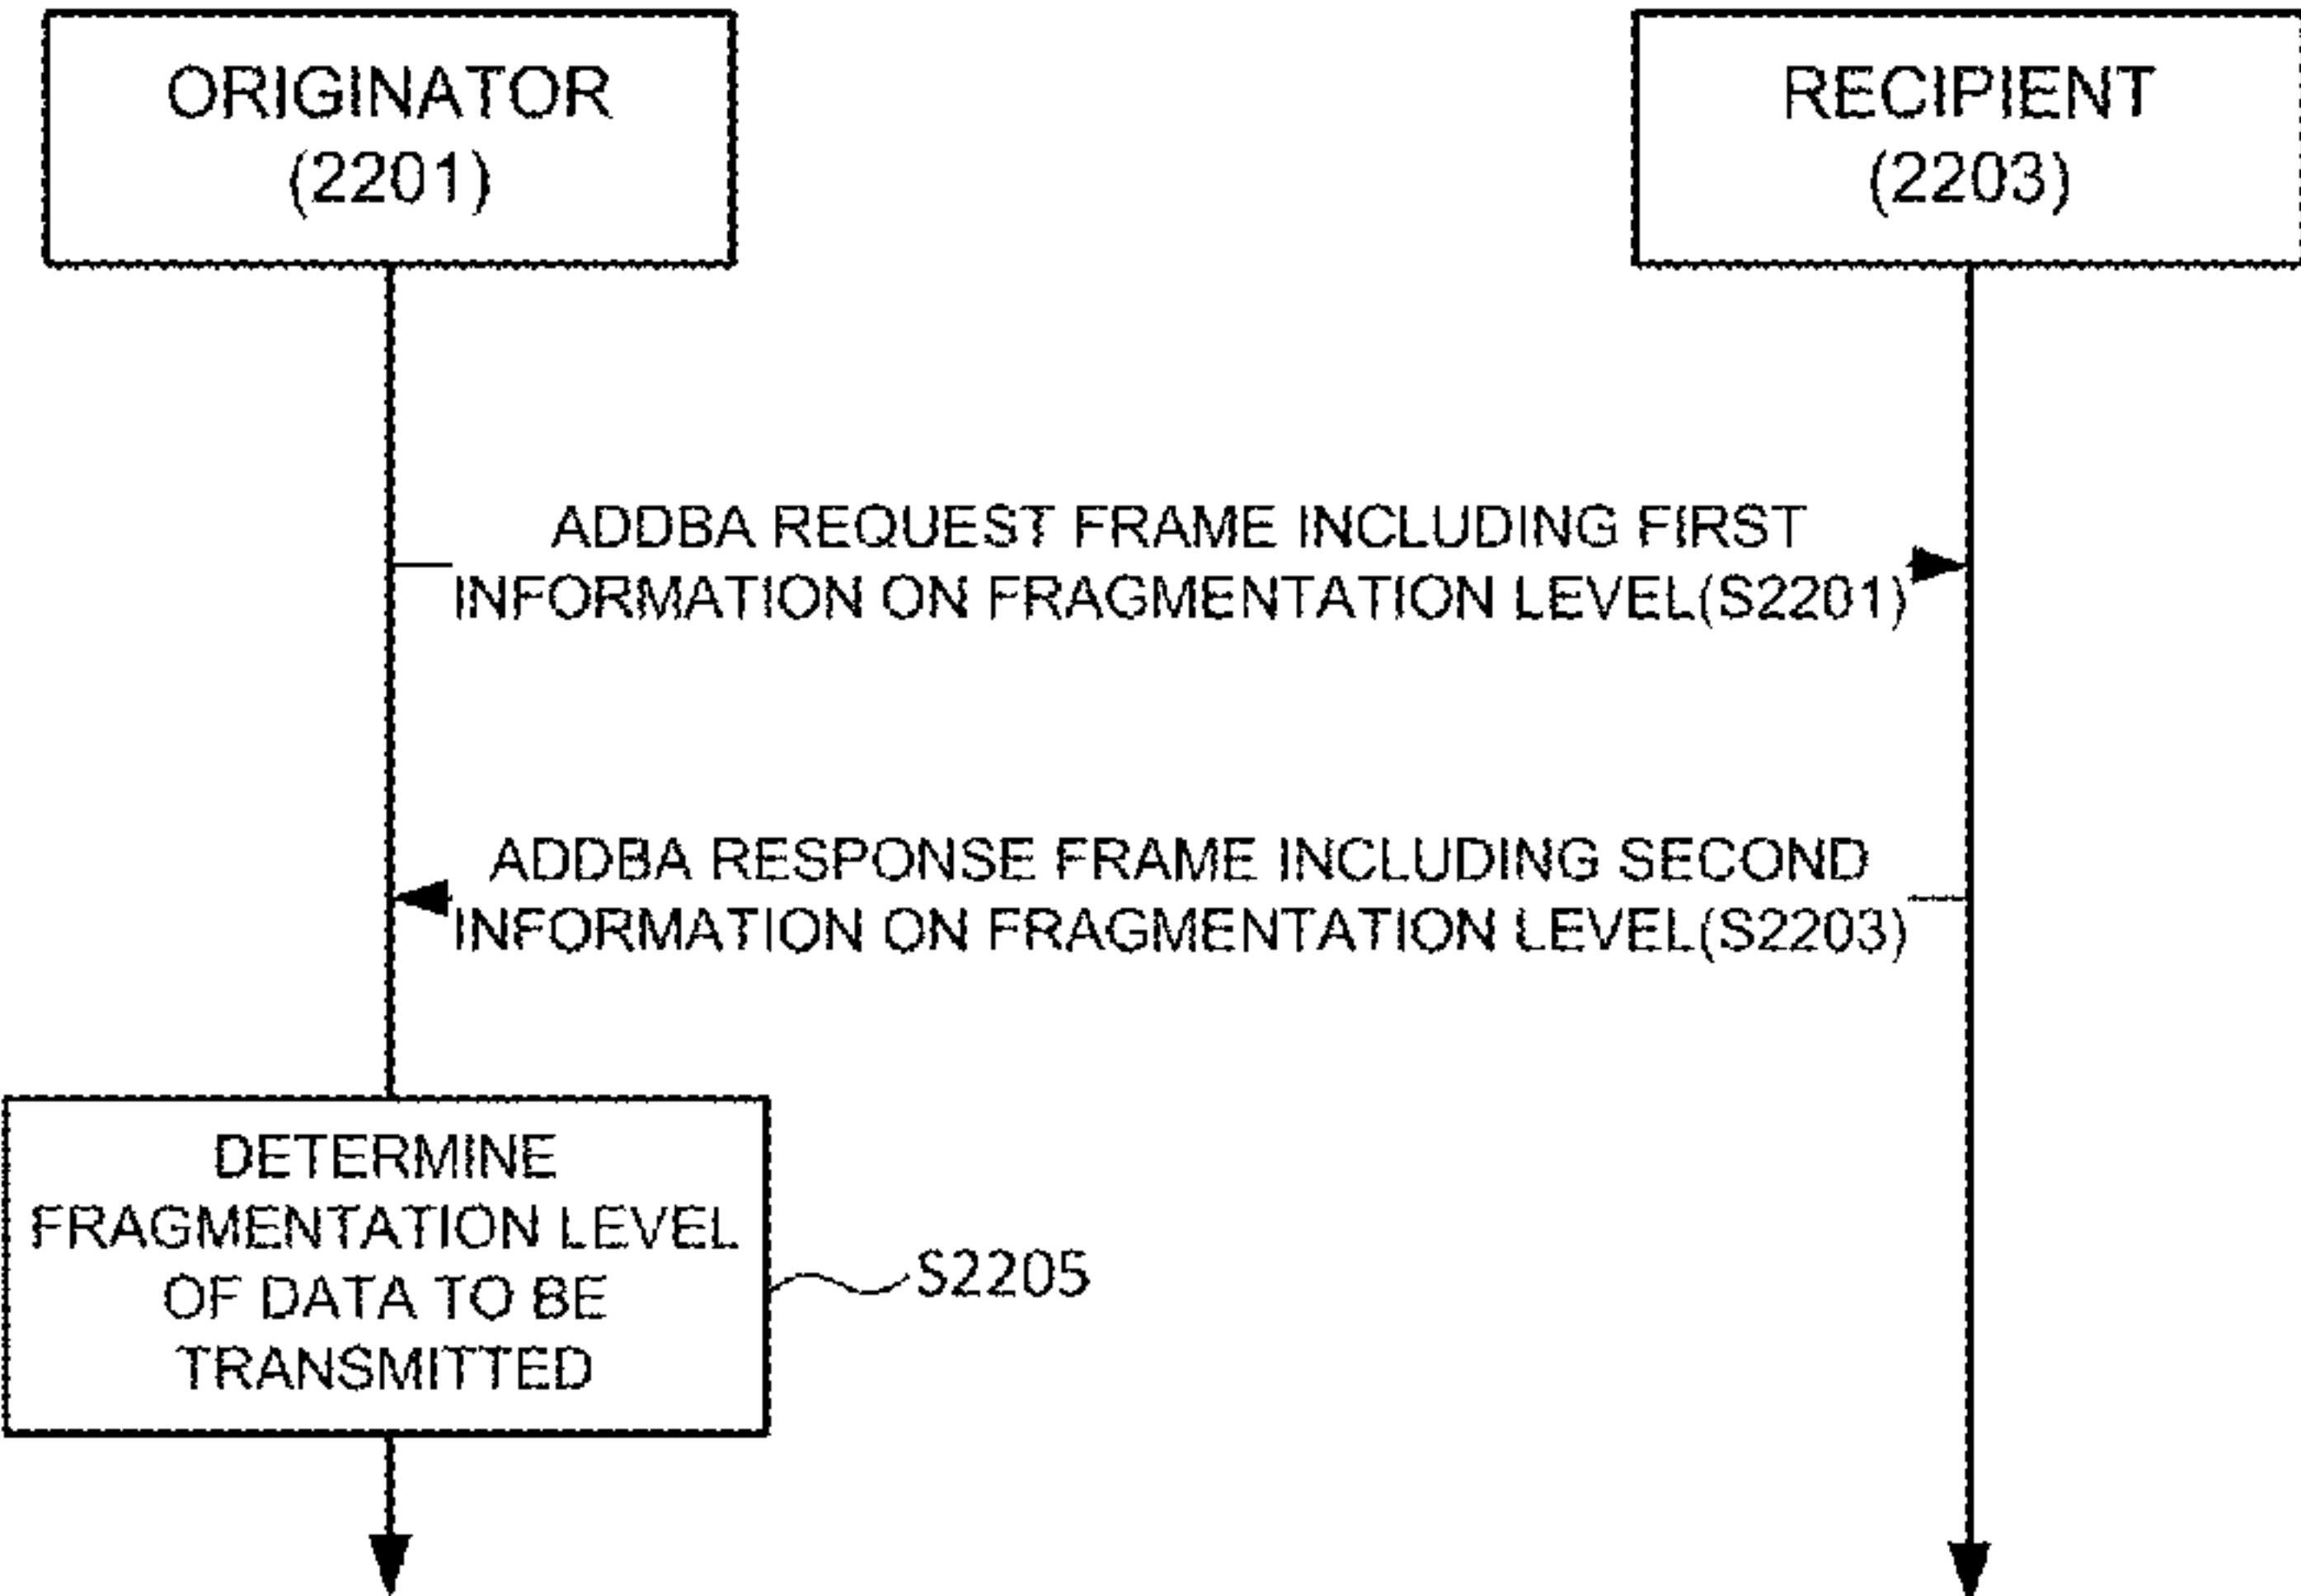 ORIGINATOR
(2201)
RECIPIENT
(2203)
ADDBA REQUEST FRAME INCLUDING FIRST
INFORMATION ON FRAGMENTATION LEVEL(S2201)
ADDBA RESPONSE FRAME INCLUDING SECOND
INFORMATION ON FRAGMENTATION LEVEL(S2203)
DETERMINE
FRAGMENTATION LEVEL
OF DATA TO BE
TRANSMITTED
S2205